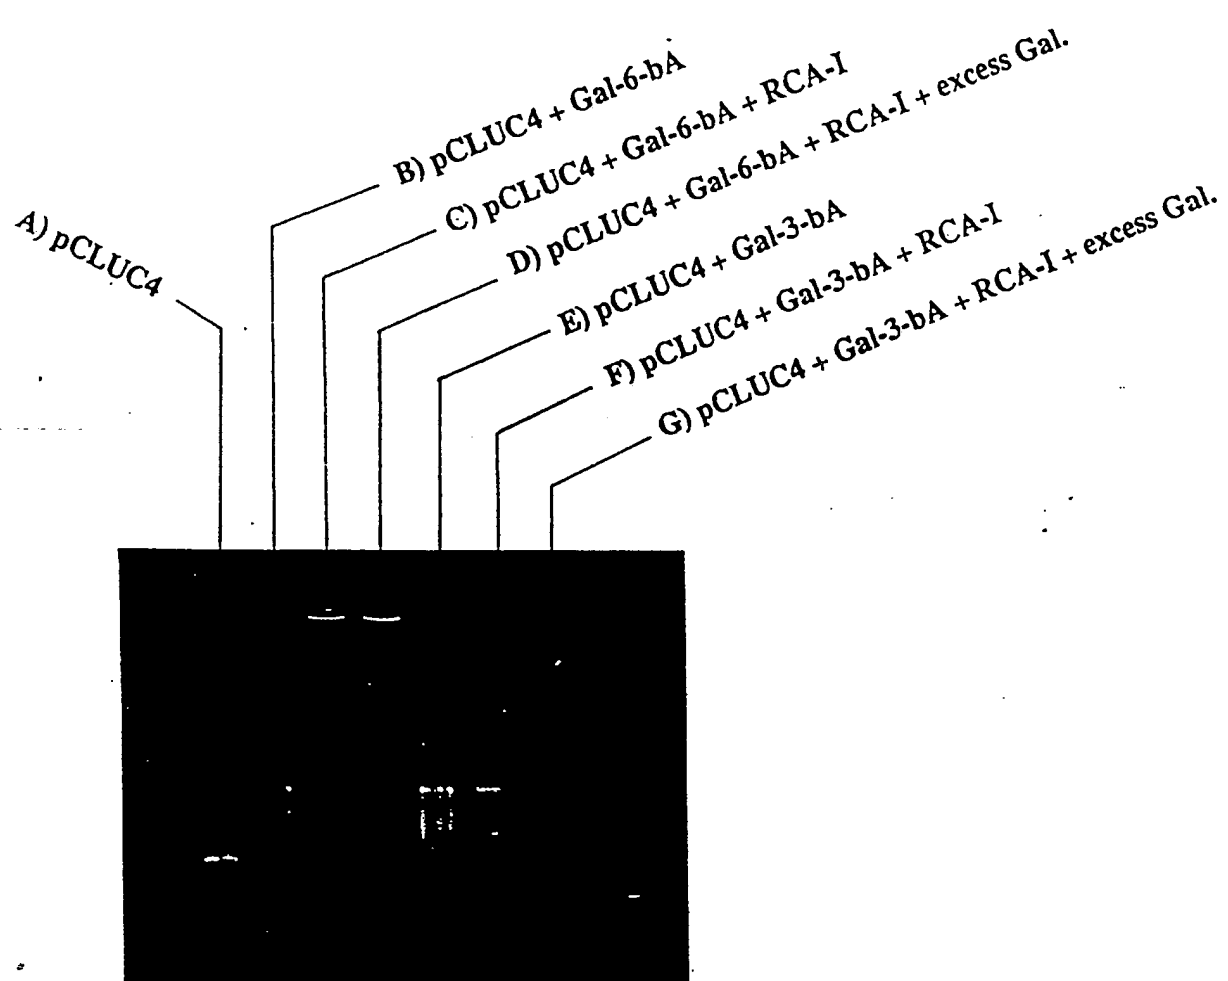 A) pCLUC4
B) pCLUC4 + Gal-6-bA
C) pCLUC4 + Gal-6-bA + RCA-I
D) pCLUC4 + Gal-6-bA + RCA-I + excess Gal.
E) pCLUC4 + Gal-3-bA
F) pCLUC4 + Gal-3-bA + RCA-I
G) pCLUC4 + Gal-3-bA + RCA-I + excess Gal.